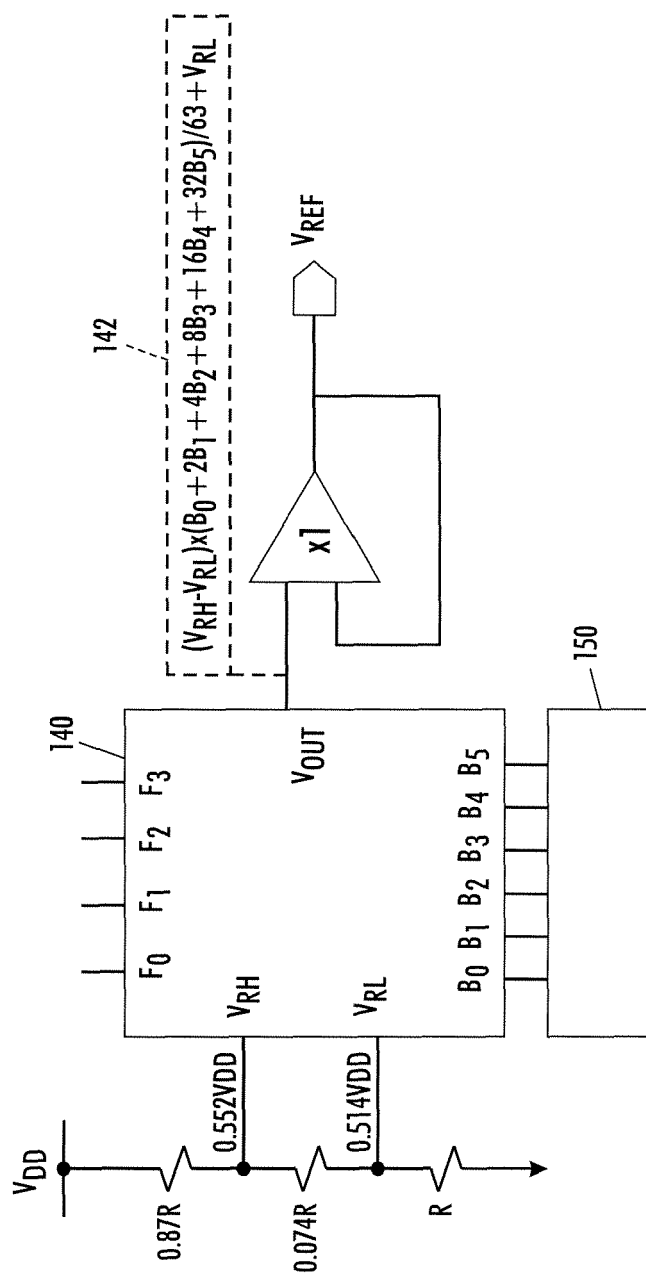 142
(V_RH-V_RL)x(B_0+2B_1+4B_2+8B_3+16B_4+32B_5)/63+V_RL
V_DD
0.87R
0.552VDD
0.074R
0.514VDD
R
140
F_0 F_1 F_2 F_3
V_RH
V_RL
V_OUT
B_0 B_1 B_2 B_3 B_4 B_5
x1
V_REF
150